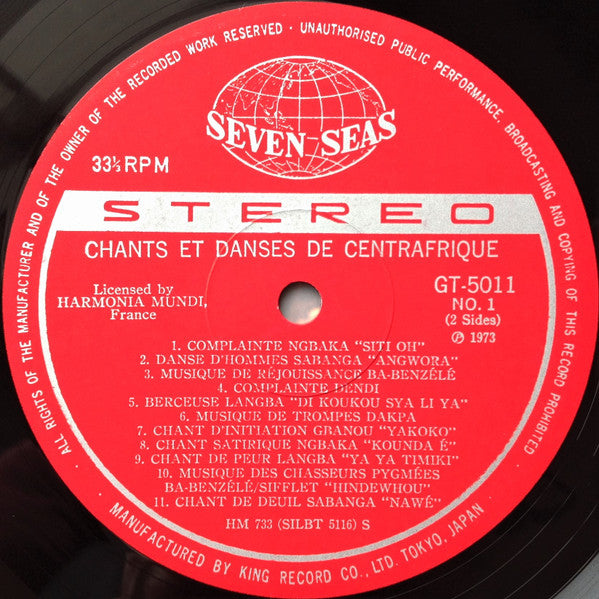 ALL RIGHTS OF THE MANUFACTURER AND OF THE OWNER OF THE RECORDED WORK RESERVED · UNAUTHORISED PUBLIC PERFORMANCE, BROADCASTING AND COPYING OF THIS RECORD PROHIBITED ·
SEVEN-SEAS
33⅓ RPM
STEREO
CHANTS ET DANSES DE CENTRAFRIQUE
Licensed by
HARMONIA MUNDI,
France
GT-5011
NO. 1
(2 Sides)
Ⓟ 1973
1. COMPLAINTE NGBAKA "SITI OH"
2. DANSE D'HOMMES SABANGA "ANGWORA"
3. MUSIQUE DE RÉJOUISSANCE BA-BENZÉLÉ
4. COMPLAINTE DENDI
5. BERCEUSE LANGBA "DI KOUKOU SYA LI YA"
6. MUSIQUE DE TROMPES DAKPA
7. CHANT D'INITIATION GBANOU "YAKOKO"
8. CHANT SATIRIQUE NGBAKA "KOUNDA É"
9. CHANT DE PEUR LANGBA "YA YA TIMIKI"
10. MUSIQUE DES CHASSEURS PYGMÉES
BA-BENZÉLÉ/SIFFLET "HINDEWHOU"
11. CHANT DE DEUIL SABANGA "NAWÉ"
HM 733 (SILBT 5116) S
MANUFACTURED BY KING RECORD CO., LTD. TOKYO, JAPAN